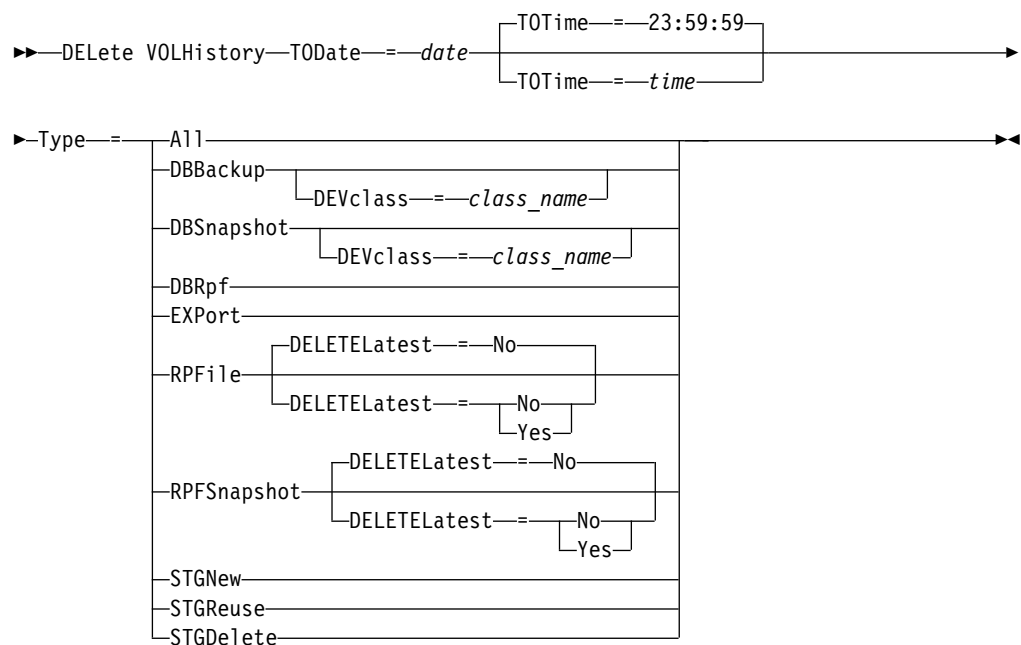 TOTime = 23:59:59
DELete VOLHistory TODate = date
TOTime = time
Type = All
DBBackup
DEVclass = class_name
DBSnapshot
DEVclass = class_name
DBRpf
EXPort
DELETELatest = No
RPFile
DELETELatest = No
Yes
DELETELatest = No
RPFSnapshot
DELETELatest = No
Yes
STGNew
STGReuse
STGDelete